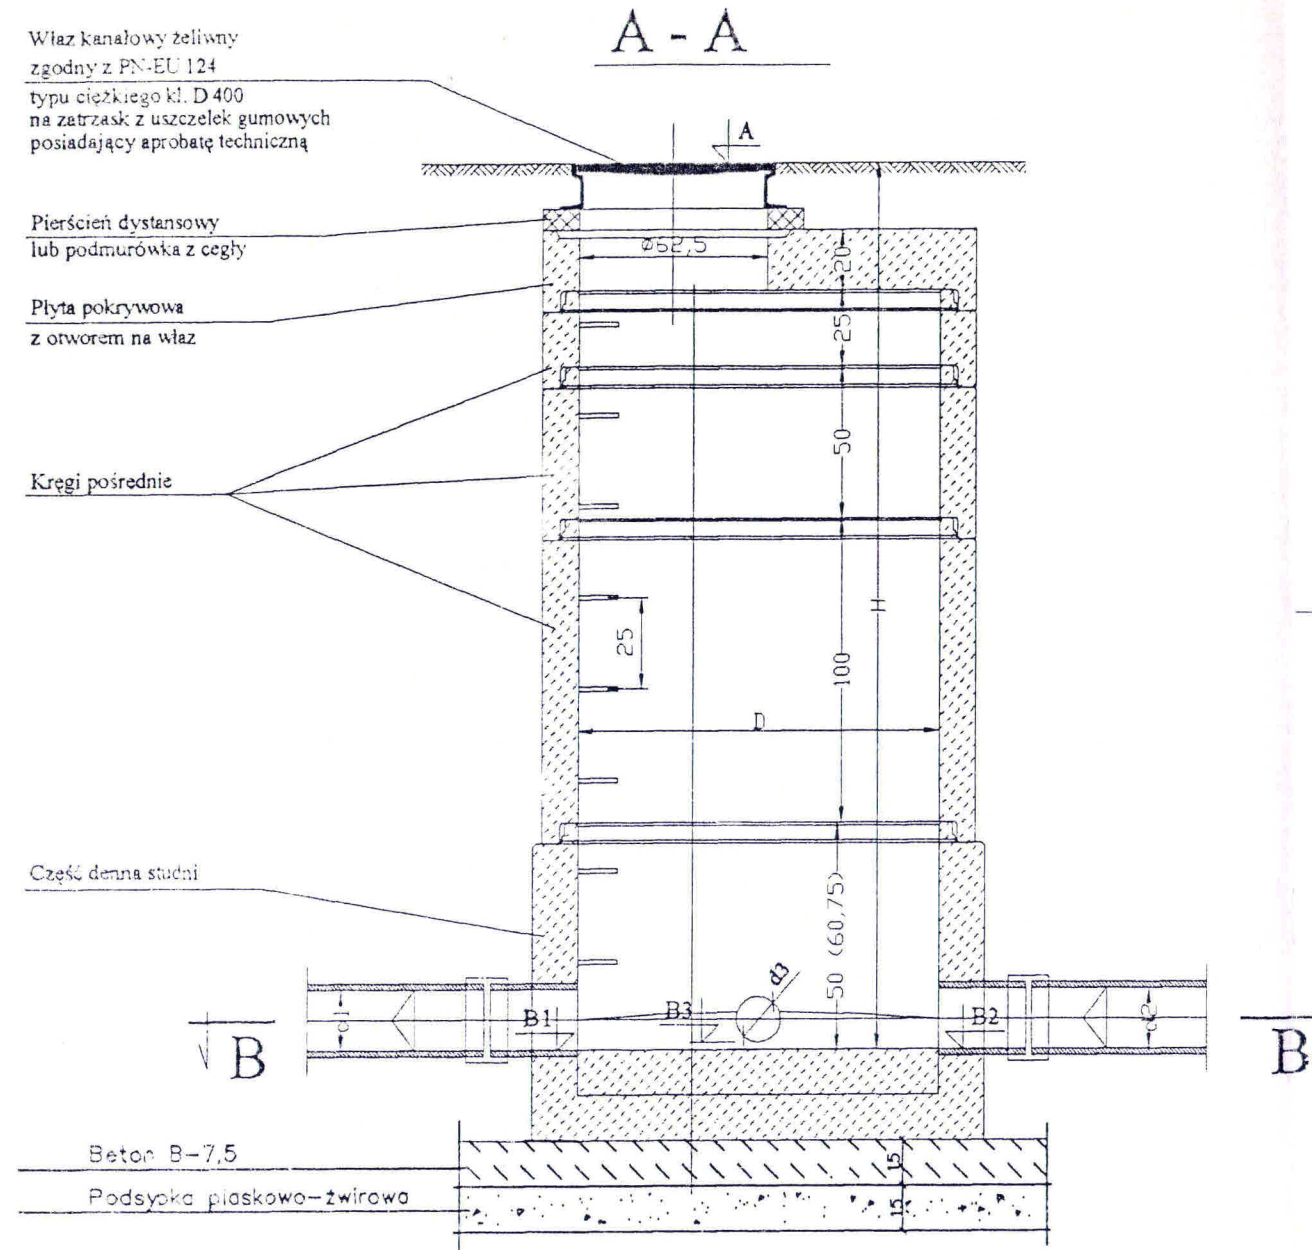 A - A
Właz kanałowy żeliwny
zgodny z PN-EU 124
typu ciężkiego kl. D 400
na zatrzask z uszczelek gumowych
posiadający aprobatę techniczną
A
Pierścień dystansowy
lub podmurówka z cegły
Ø62,5
20
Płyta pokrywowa
z otworem na właz
25
50
Kręgi pośrednie
H
25
100
D
Część denna studni
50 (60,75)
d3
d1
B1
B3
B2
d2
B
B
Beton B-7,5
15
Podsypka piaskowo-żwirowa
15